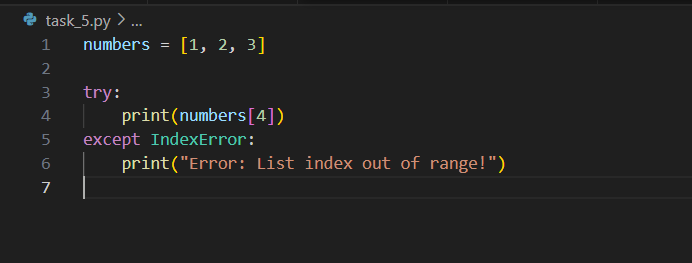 task_5.py > ...
1 numbers = [1, 2, 3]
2
3 try:
4     print(numbers[4])
5 except IndexError:
6     print("Error: List index out of range!")
7